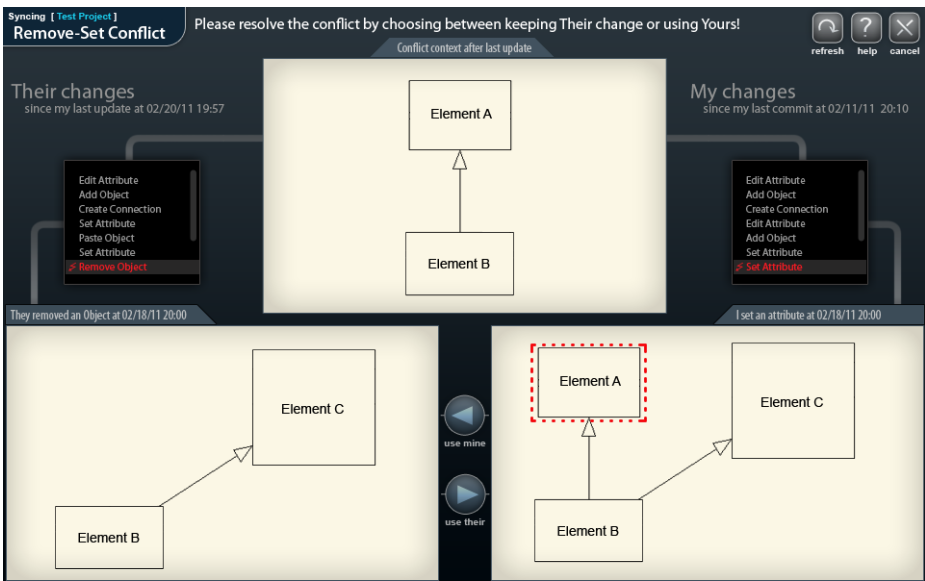 Syncing [ Test Project ]
Remove-Set Conflict
Please resolve the conflict by choosing between keeping Their change or using Yours!
refresh help cancel
Conflict context after last update
Their changes
since my last update at 02/20/11 19:57
My changes
since my last commit at 02/11/11 20:10
Element A
Element B
Edit Attribute
Add Object
Create Connection
Set Attribute
Paste Object
Set Attribute
Remove Object
Edit Attribute
Add Object
Create Connection
Edit Attribute
Add Object
Set Attribute
They removed an Object at 02/18/11 20:00
I set an attribute at 02/18/11 20:00
Element C
Element B
use mine
use their
Element A
Element C
Element B